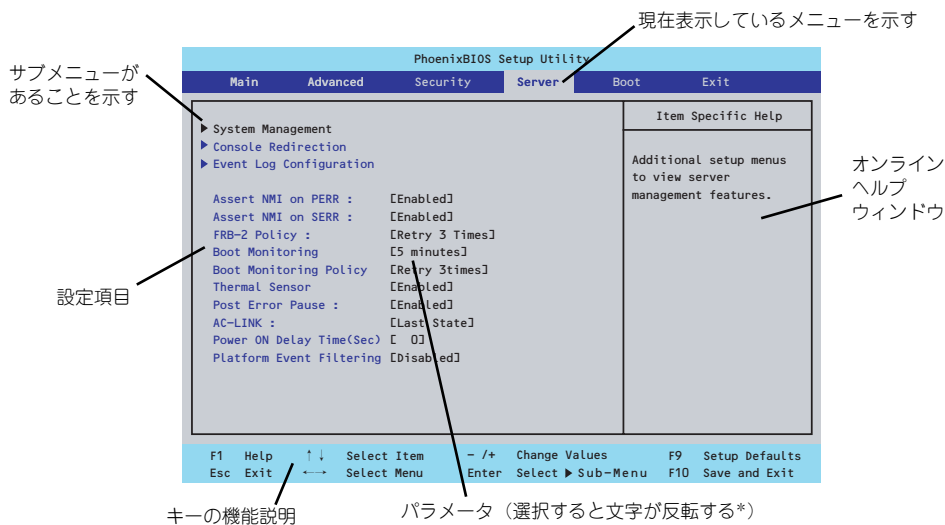 現在表示しているメニューを示す
サブメニューが
あることを示す
PhoenixBIOS Setup Utility
Main Advanced Security Server Boot Exit
Item Specific Help
▶ System Management
▶ Console Redirection
▶ Event Log Configuration
Additional setup menus
to view server
management features.
オンライン
ヘルプ
ウィンドウ
Assert NMI on PERR : [Enabled]
Assert NMI on SERR : [Enabled]
FRB-2 Policy : [Retry 3 Times]
Boot Monitoring [5 minutes]
Boot Monitoring Policy [Retry 3times]
Thermal Sensor [Enabled]
Post Error Pause : [Enabled]
AC-LINK : [Last State]
Power ON Delay Time(Sec) [ 0]
Platform Event Filtering [Disabled]
設定項目
F1 Help ↑↓ Select Item - /+ Change Values F9 Setup Defaults
Esc Exit ←→ Select Menu Enter Select ▶ Sub-Menu F10 Save and Exit
キーの機能説明
パラメータ（選択すると文字が反転する*）